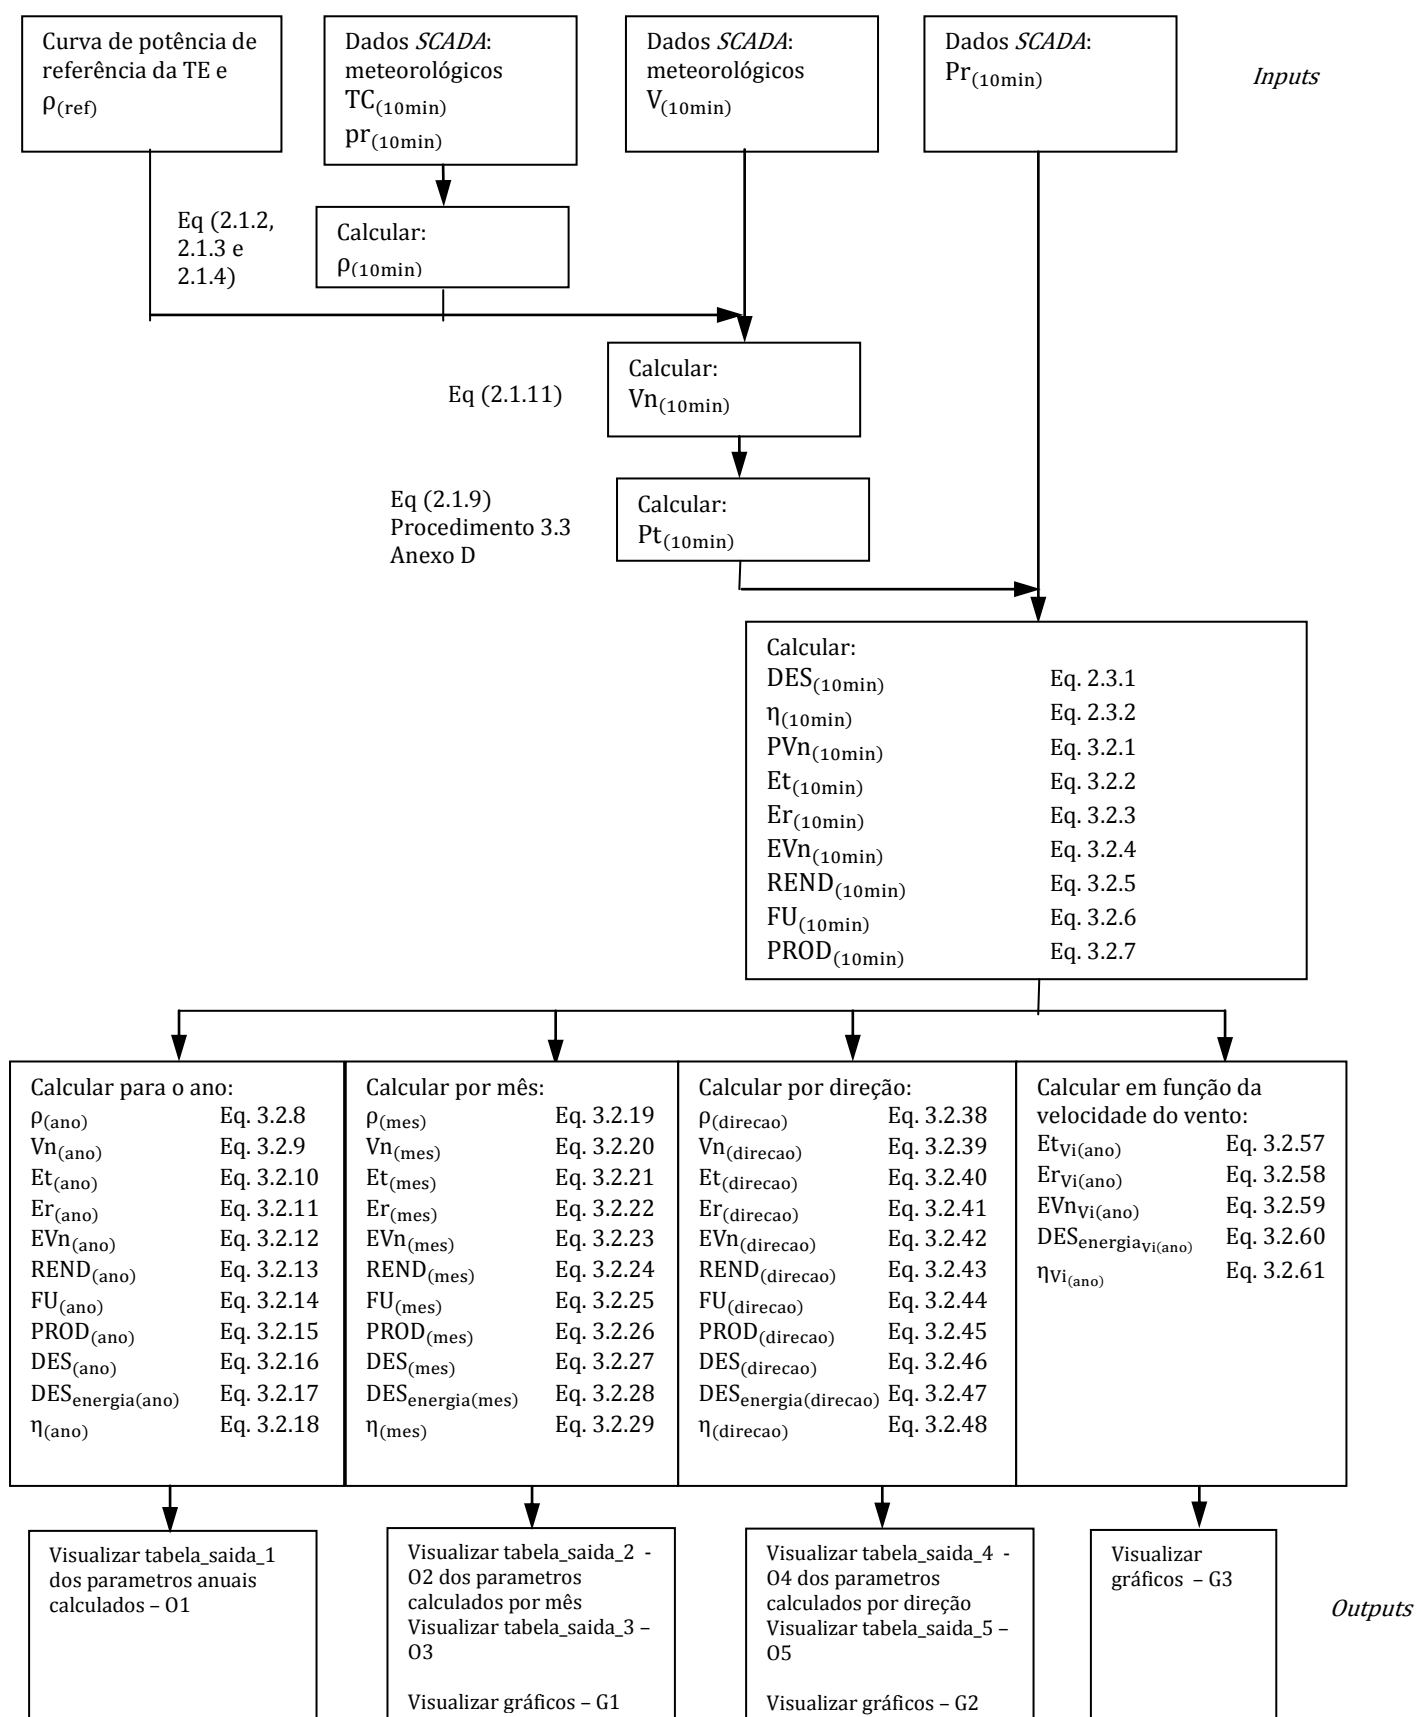 Curva de potência de
referência da TE e
ρ(ref)
Dados SCADA:
meteorológicos
TC(10min)
pr(10min)
Dados SCADA:
meteorológicos
V(10min)
Dados SCADA:
Pr(10min)
Inputs
Eq (2.1.2,
2.1.3 e
2.1.4)
Calcular:
ρ(10min)
Eq (2.1.11)
Calcular:
Vn(10min)
Eq (2.1.9)
Procedimento 3.3
Anexo D
Calcular:
Pt(10min)
Calcular:
DES(10min) Eq. 2.3.1
η(10min) Eq. 2.3.2
PVn(10min) Eq. 3.2.1
Et(10min) Eq. 3.2.2
Er(10min) Eq. 3.2.3
EVn(10min) Eq. 3.2.4
REND(10min) Eq. 3.2.5
FU(10min) Eq. 3.2.6
PROD(10min) Eq. 3.2.7
Calcular para o ano:
ρ(ano) Eq. 3.2.8
Vn(ano) Eq. 3.2.9
Et(ano) Eq. 3.2.10
Er(ano) Eq. 3.2.11
EVn(ano) Eq. 3.2.12
REND(ano) Eq. 3.2.13
FU(ano) Eq. 3.2.14
PROD(ano) Eq. 3.2.15
DES(ano) Eq. 3.2.16
DESenergia(ano) Eq. 3.2.17
η(ano) Eq. 3.2.18
Calcular por mês:
ρ(mes) Eq. 3.2.19
Vn(mes) Eq. 3.2.20
Et(mes) Eq. 3.2.21
Er(mes) Eq. 3.2.22
EVn(mes) Eq. 3.2.23
REND(mes) Eq. 3.2.24
FU(mes) Eq. 3.2.25
PROD(mes) Eq. 3.2.26
DES(mes) Eq. 3.2.27
DESenergia(mes) Eq. 3.2.28
η(mes) Eq. 3.2.29
Calcular por direção:
ρ(direcao) Eq. 3.2.38
Vn(direcao) Eq. 3.2.39
Et(direcao) Eq. 3.2.40
Er(direcao) Eq. 3.2.41
EVn(direcao) Eq. 3.2.42
REND(direcao) Eq. 3.2.43
FU(direcao) Eq. 3.2.44
PROD(direcao) Eq. 3.2.45
DES(direcao) Eq. 3.2.46
DESenergia(direcao) Eq. 3.2.47
η(direcao) Eq. 3.2.48
Calcular em função da
velocidade do vento:
EtVi(ano) Eq. 3.2.57
ErVi(ano) Eq. 3.2.58
EVnVi(ano) Eq. 3.2.59
DESenergiaVi(ano) Eq. 3.2.60
ηVi(ano) Eq. 3.2.61
Visualizar tabela_saida_1
dos parametros anuais
calculados – O1
Visualizar tabela_saida_2 -
O2 dos parametros
calculados por mês
Visualizar tabela_saida_3 –
O3
Visualizar gráficos – G1
Visualizar tabela_saida_4 -
O4 dos parametros
calculados por direção
Visualizar tabela_saida_5 –
O5
Visualizar gráficos – G2
Visualizar
gráficos – G3
Outputs